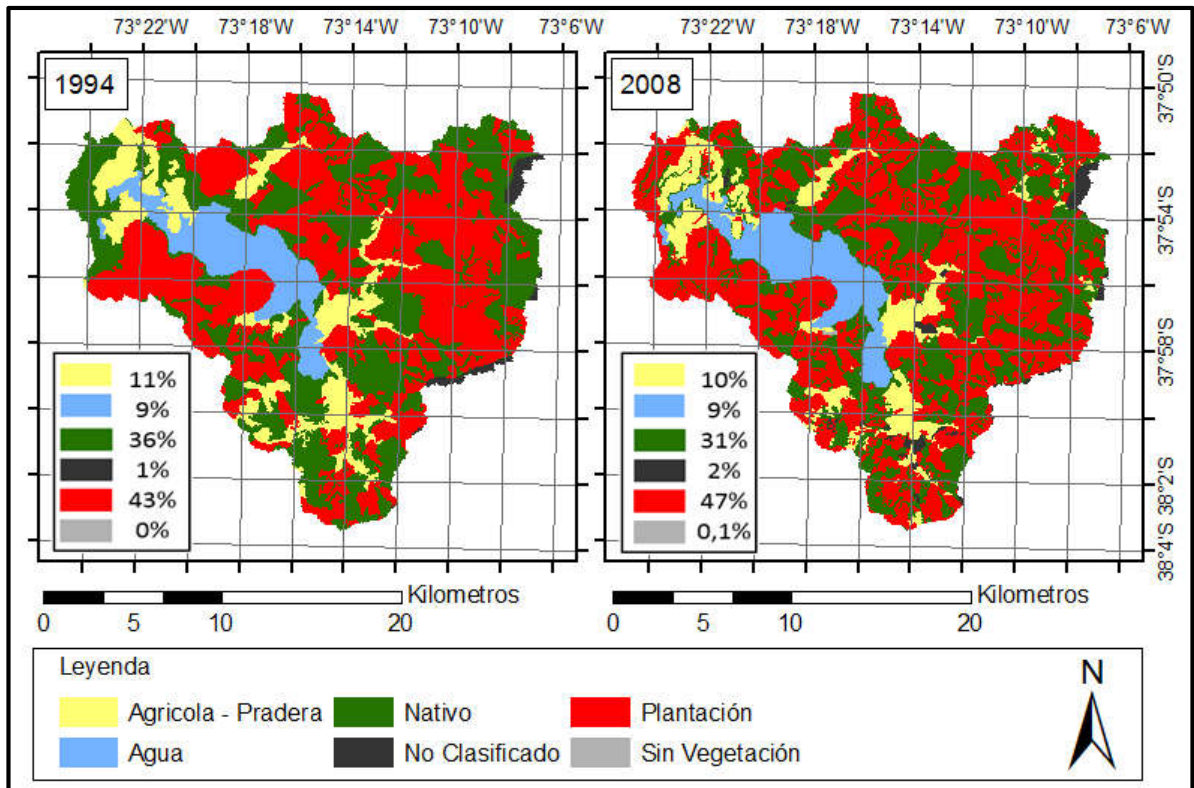 73°22'W 73°18'W 73°14'W 73°10'W 73°6'W 73°22'W 73°18'W 73°14'W 73°10'W 73°6'W
1994
2008
37°50'S
37°54'S
37°58'S
38°2'S
38°4'S
11%
9%
36%
1%
43%
0%
10%
9%
31%
2%
47%
0,1%
Kilometros
0 5 10 20
Kilometros
0 5 10 20
Leyenda
Agricola - Pradera
Nativo
Plantación
Agua
No Clasificado
Sin Vegetación
N